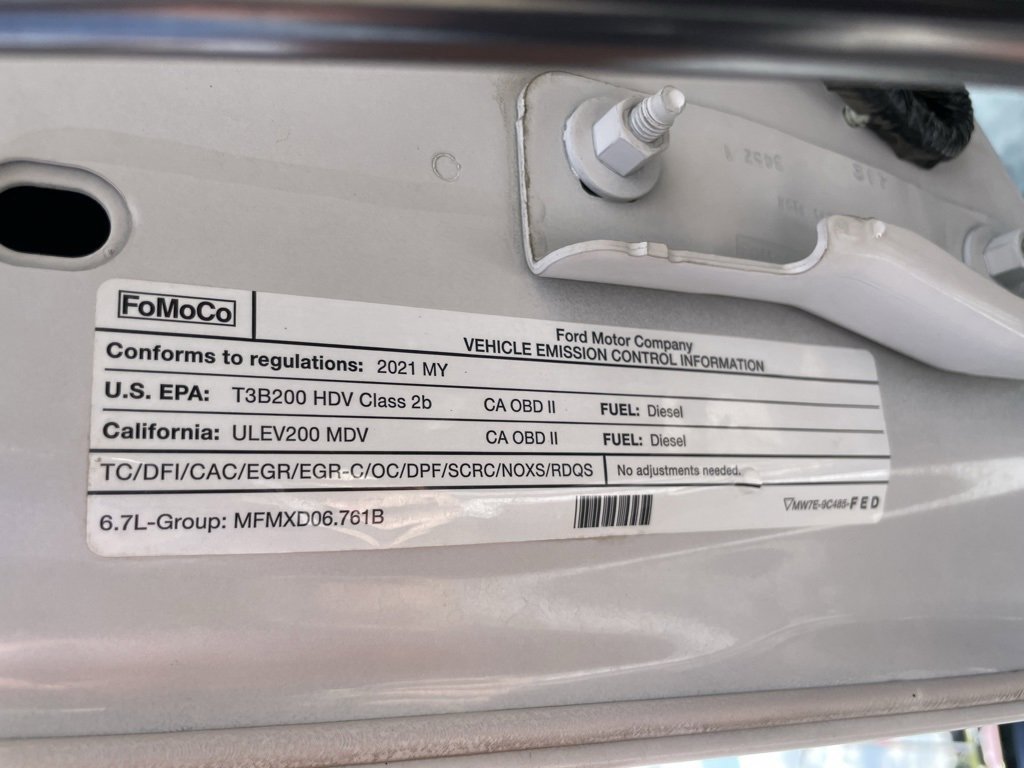 FoMoCo
Ford Motor Company
VEHICLE EMISSION CONTROL INFORMATION
Conforms to regulations: 2021 MY
U.S. EPA: T3B200 HDV Class 2b CA OBD II FUEL: Diesel
California: ULEV200 MDV CA OBD II FUEL: Diesel
TC/DFI/CAC/EGR/EGR-C/OC/DPF/SCRC/NOXS/RDQS No adjustments needed.
6.7L-Group: MFMXD06.761B
▽MW7E-9C485-FED